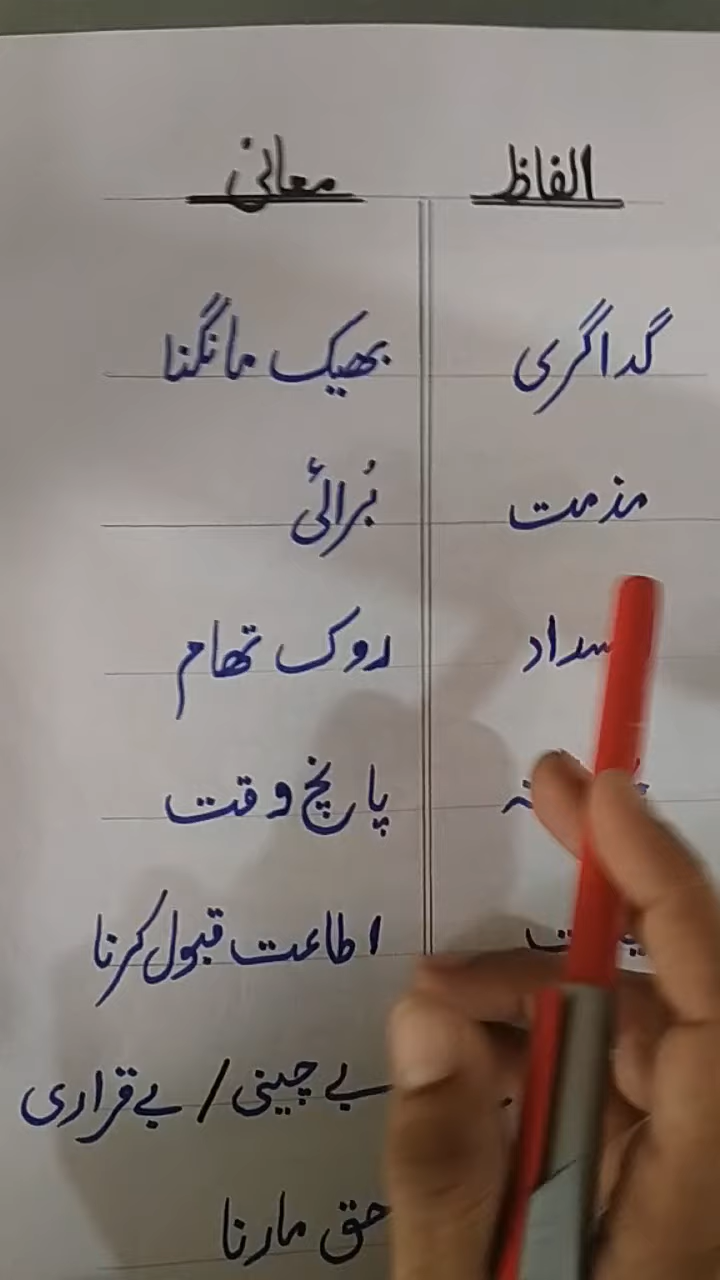 الفاظ معانی
گداگری بھیک مانگنا
مذمت بُرائی
روک تھام
پانچ وقت
اطاعت قبول کرنا
بے چینی / بے قراری
حق مارنا